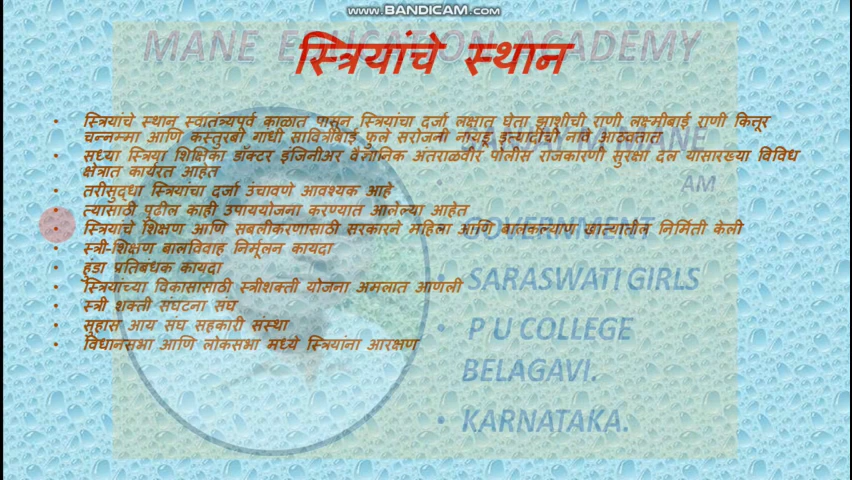 www.BANDICAM.com
MANE EDUCATION ACADEMY
स्त्रियांचे स्थान
• स्त्रियांचे स्थान स्वातंत्र्यपूर्व काळात पासून स्त्रियांचा दर्जा लक्षात घेता झाशीची राणी लक्ष्मीबाई राणी कित्तूर
चन्नम्मा आणि कस्तुरबा गांधी सावित्रीबाई फुले सरोजनी नायडू इत्यादींची नावे आठवतात
• सध्या स्त्रिया शिक्षिका डॉक्टर इंजिनीअर वैमानिक अंतराळवीर पोलीस राजकारणी सुरक्षा दल यासारख्या विविध
क्षेत्रात कार्यरत आहेत
• तरीसुद्धा स्त्रियांचा दर्जा उंचावणे आवश्यक आहे
• त्यासाठी पुढील काही उपाययोजना करण्यात आलेल्या आहेत
• स्त्रियांचे शिक्षण आणि सबलीकरणासाठी सरकारने महिला आणि बालकल्याण खात्यातील निर्मिती केली
• स्त्री-शिक्षण बालविवाह निर्मूलन कायदा
• हुंडा प्रतिबंधक कायदा
• स्त्रियांच्या विकासासाठी स्त्रीशक्ती योजना अमलात आणली
• स्त्री शक्ती संघटना संघ
• सुहास आय संघ सहकारी संस्था
• विधानसभा आणि लोकसभा मध्ये स्त्रियांना आरक्षण
MANE
AM
GOVERNMENT
• SARASWATI GIRLS
• P U COLLEGE
BELAGAVI.
• KARNATAKA.